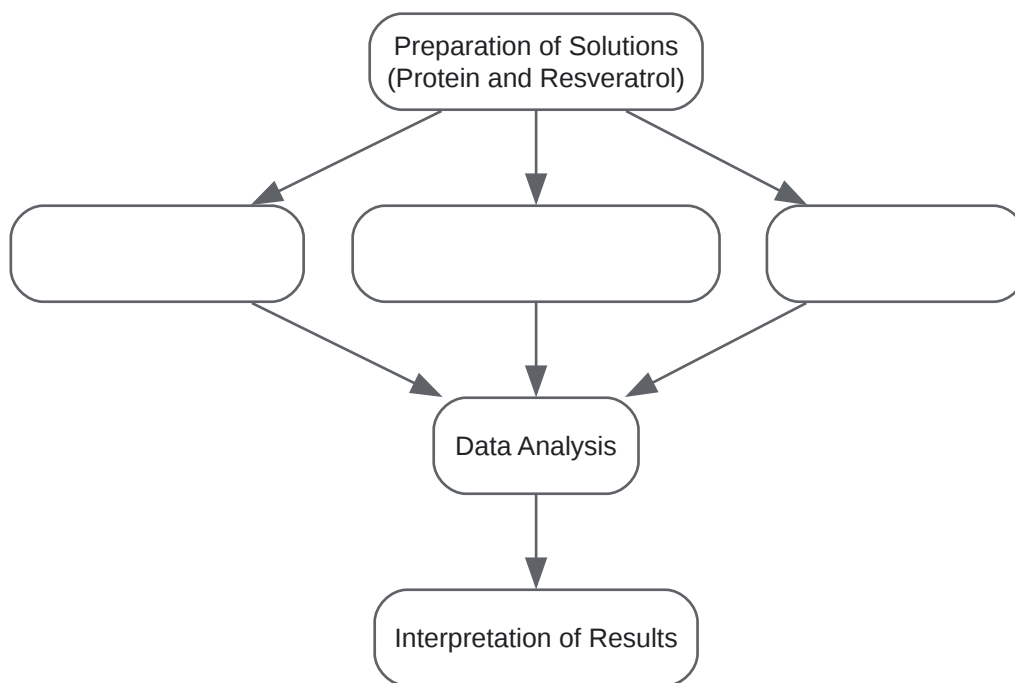 Preparation of Solutions
(Protein and Resveratrol)
Data Analysis
Interpretation of Results